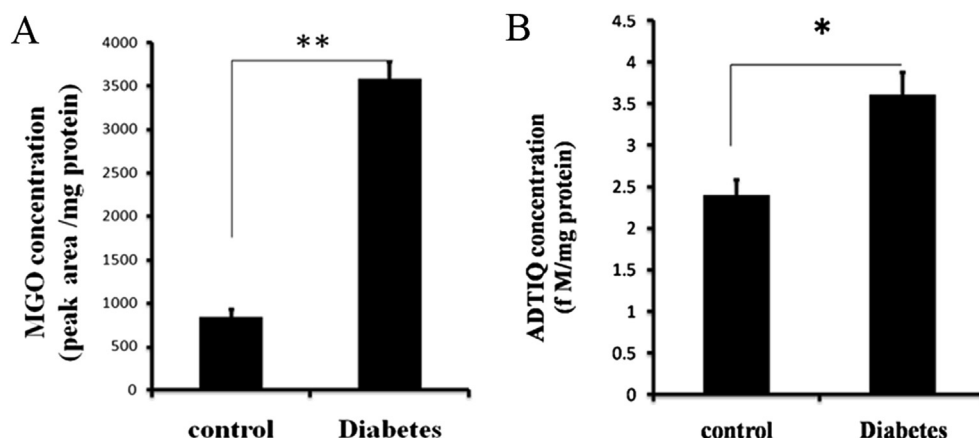 A
MGO concentration
(peak area /mg protein)
4000
3500
3000
2500
2000
1500
1000
500
0
**
control
Diabetes
B
ADTIQ concentration
(f M/mg protein)
4.5
4
3.5
3
2.5
2
1.5
1
0.5
0
*
control
Diabetes